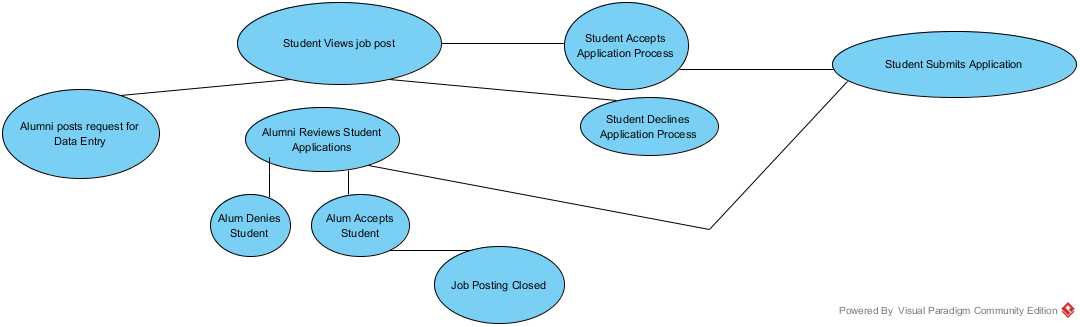 Student Views job post
Student Accepts
Application Process
Student Submits Application
Alumni posts request for
Data Entry
Alumni Reviews Student
Applications
Student Declines
Application Process
Alum Denies
Student
Alum Accepts
Student
Job Posting Closed
Powered By Visual Paradigm Community Edition